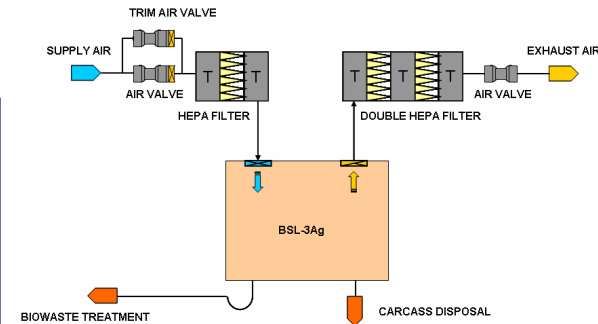 TRIM AIR VALVE
SUPPLY AIR
EXHAUST AIR
T T
T T T
AIR VALVE
AIR VALVE
HEPA FILTER
DOUBLE HEPA FILTER
BSL-3Ag
BIOWASTE TREATMENT
CARCASS DISPOSAL